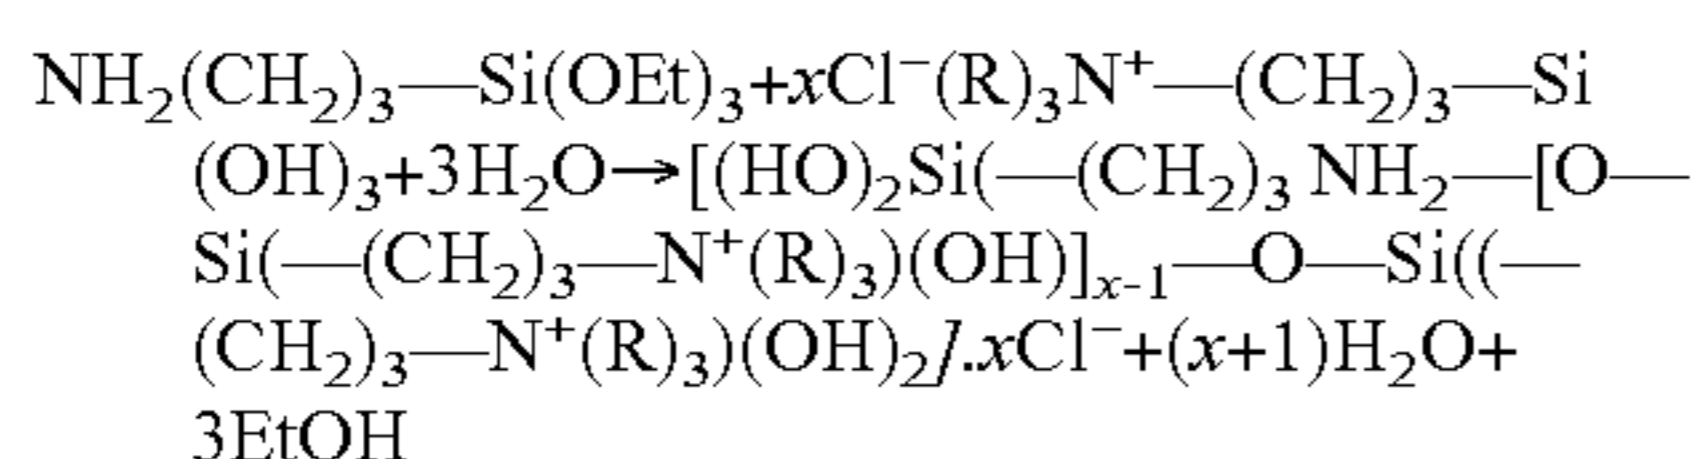 NH₂(CH₂)₃—Si(OEt)₃+xCl⁻(R)₃N⁺—(CH₂)₃—Si
(OH)₃+3H₂O→[(HO)₂Si(—(CH₂)₃ NH₂—[O—
Si(—(CH₂)₃—N⁺(R)₃)(OH)]ₓ₋₁—O—Si((—
(CH₂)₃—N⁺(R)₃)(OH)₂].xCl⁻+(x+1)H₂O+
3EtOH